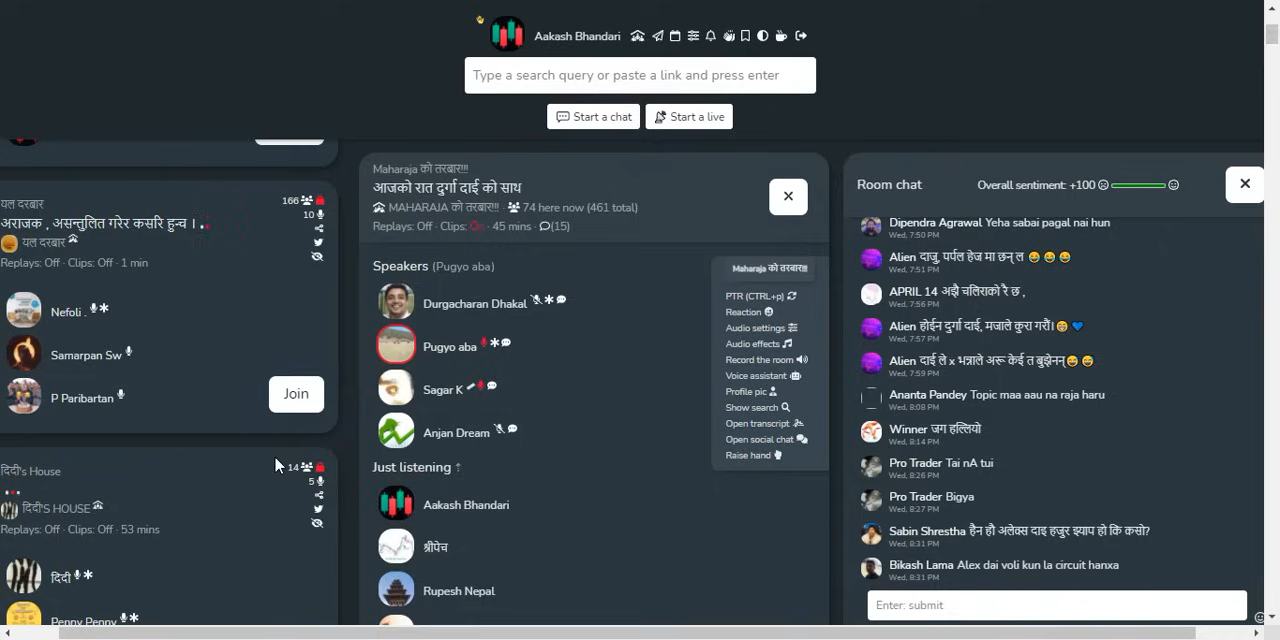 Aakash Bhandari
Type a search query or paste a link and press enter
Start a chat
Start a live
यल दरबार
अराजक , असन्तुलित गरेर कसरि हुन्च ।
यल दरबार
Replays: Off · Clips: Off · 1 min
166
10
Nefoli .
Samarpan Sw
P Paribartan
Join
दिदी's House
दिदी'S HOUSE
Replays: Off · Clips: Off · 53 mins
14
5
दिदी
Penny Penny
Maharaja को तरबार!!!
आजको रात दुर्गा दाई को साथ
MAHARAJA को तरबार!!! · 74 here now (461 total)
Replays: Off · Clips: On · 45 mins · (15)
Speakers (Pugyo aba)
Durgacharan Dhakal
Pugyo aba
Sagar K
Anjan Dream
Just listening ↑
Aakash Bhandari
श्रीपेच
Rupesh Nepal
Maharaja को तरबार!!!
PTR (CTRL+p)
Reaction
Audio settings
Audio effects
Record the room
Voice assistant
Profile pic
Show search
Open transcript
Open social chat
Raise hand
Room chat
Overall sentiment: +100
Dipendra Agrawal Yeha sabai pagal nai hun
Wed, 7:50 PM
Alien दाजु, पर्पल हेज मा छन् ल 😂😂😂
Wed, 7:51 PM
APRIL 14 अझै चलिराको रै छ ,
Wed, 7:56 PM
Alien होईन दुर्गा दाई, मजाले कुरा गरौं।😁💙
Wed, 7:57 PM
Alien दाई ले x भन्नाले अरू केई त बुझेनन्😅😅
Wed, 7:59 PM
Ananta Pandey Topic maa aau na raja haru
Wed, 8:08 PM
Winner जग हल्लियो
Wed, 8:14 PM
Pro Trader Tai nA tui
Wed, 8:26 PM
Pro Trader Bigya
Wed, 8:27 PM
Sabin Shrestha हैन हौ अलेक्स दाइ हजुर झ्याप हो कि कसो?
Wed, 8:31 PM
Bikash Lama Alex dai voli kun la circuit hanxa
Wed, 8:31 PM
Enter: submit